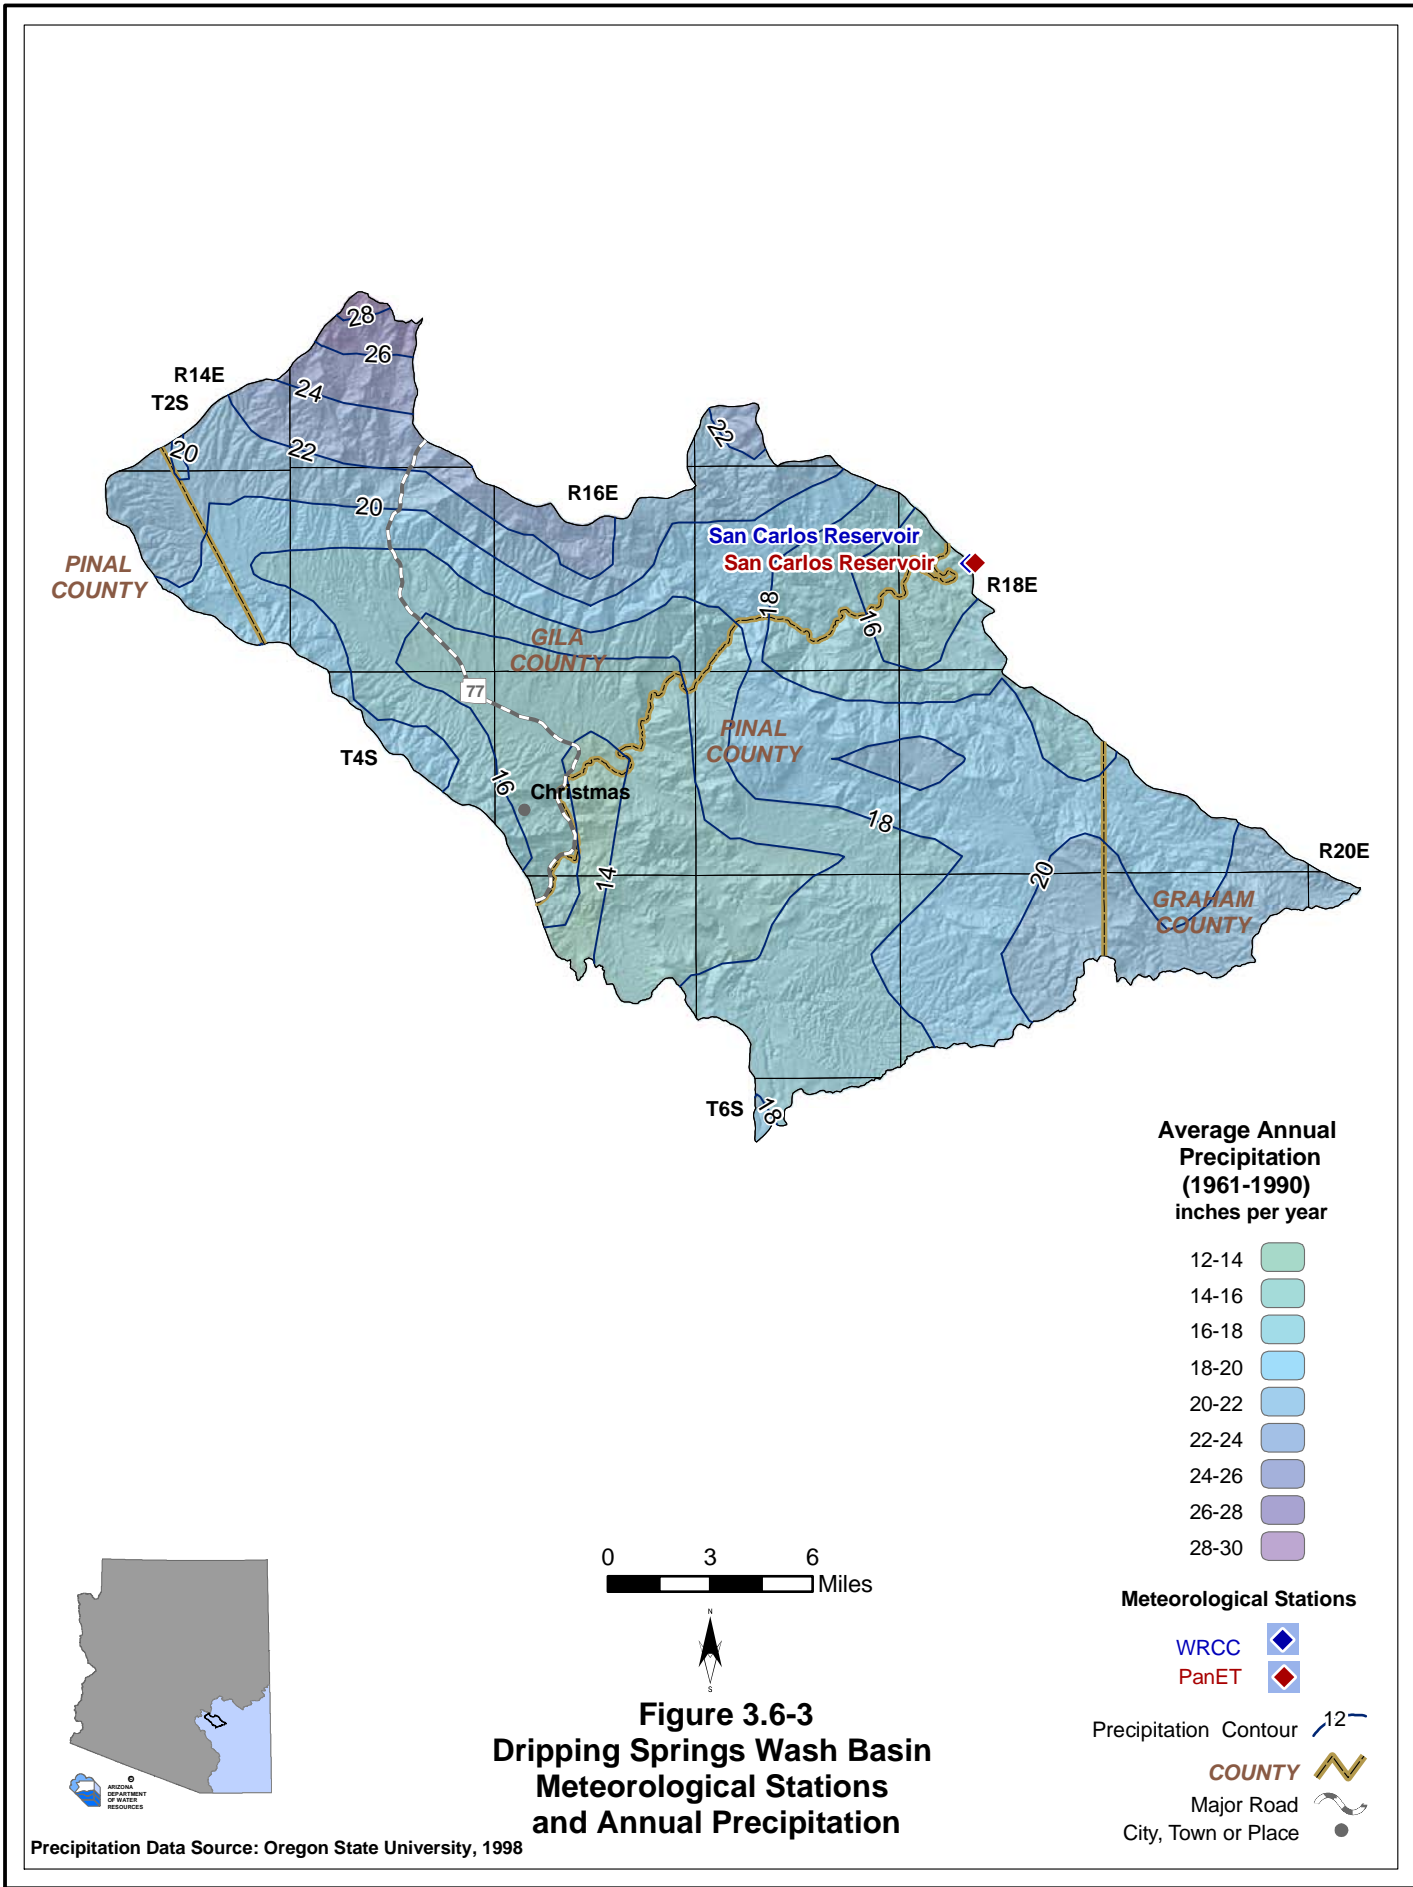 28
26
R14E
24
T2S
22
20
22
R16E
20
San Carlos Reservoir
San Carlos Reservoir
PINAL
COUNTY
R18E
18
16
GILA
COUNTY
77
PINAL
COUNTY
T4S
16
Christmas
18
R20E
20
14
GRAHAM
COUNTY
T6S
18
Average Annual
Precipitation
(1961-1990)
inches per year
12-14
14-16
16-18
18-20
20-22
22-24
24-26
26-28
28-30
0 3 6
Miles
N
S
Meteorological Stations
WRCC
PanET
Precipitation Contour 12
COUNTY
Major Road
City, Town or Place
Figure 3.6-3
Dripping Springs Wash Basin
Meteorological Stations
and Annual Precipitation
©
ARIZONA
DEPARTMENT
OF WATER
RESOURCES
Precipitation Data Source: Oregon State University, 1998